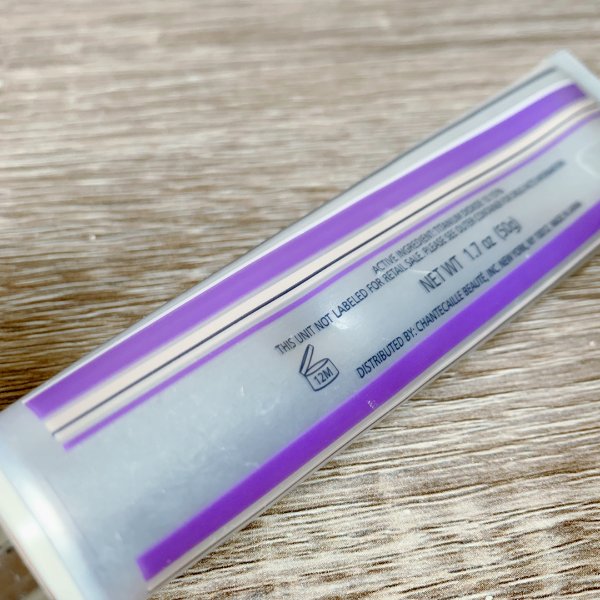 ACTIVE INGREDIENT: TITANIUM DIOXIDE
THIS UNIT NOT LABELED FOR RETAIL SALE. PLEASE SEE OUTER CONTAINER FOR
NET WT 1.7 oz (50g)
12M
DISTRIBUTED BY: CHANTECAILLE BEAUTÉ, INC. NEW YORK, NY